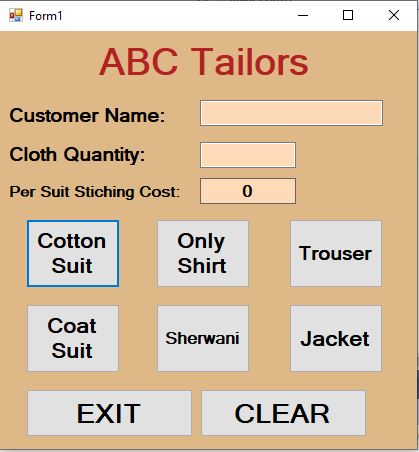 Form1
ABC Tailors
Customer Name:
Cloth Quantity:
Per Suit Stiching Cost: 0
Cotton Suit
Only Shirt
Trouser
Coat Suit
Sherwani
Jacket
EXIT
CLEAR